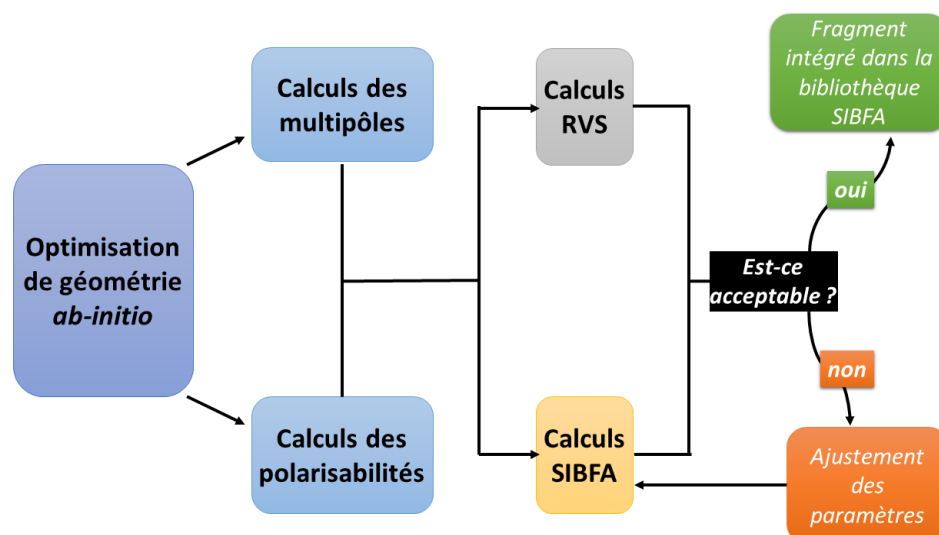 Optimisation
de géométrie
ab-initio
Calculs des
multipôles
Calculs des
polarisabilités
Calculs
RVS
Calculs
SIBFA
Est-ce
acceptable ?
oui
Fragment
intégré dans la
bibliothèque
SIBFA
non
Ajustement
des
paramètres